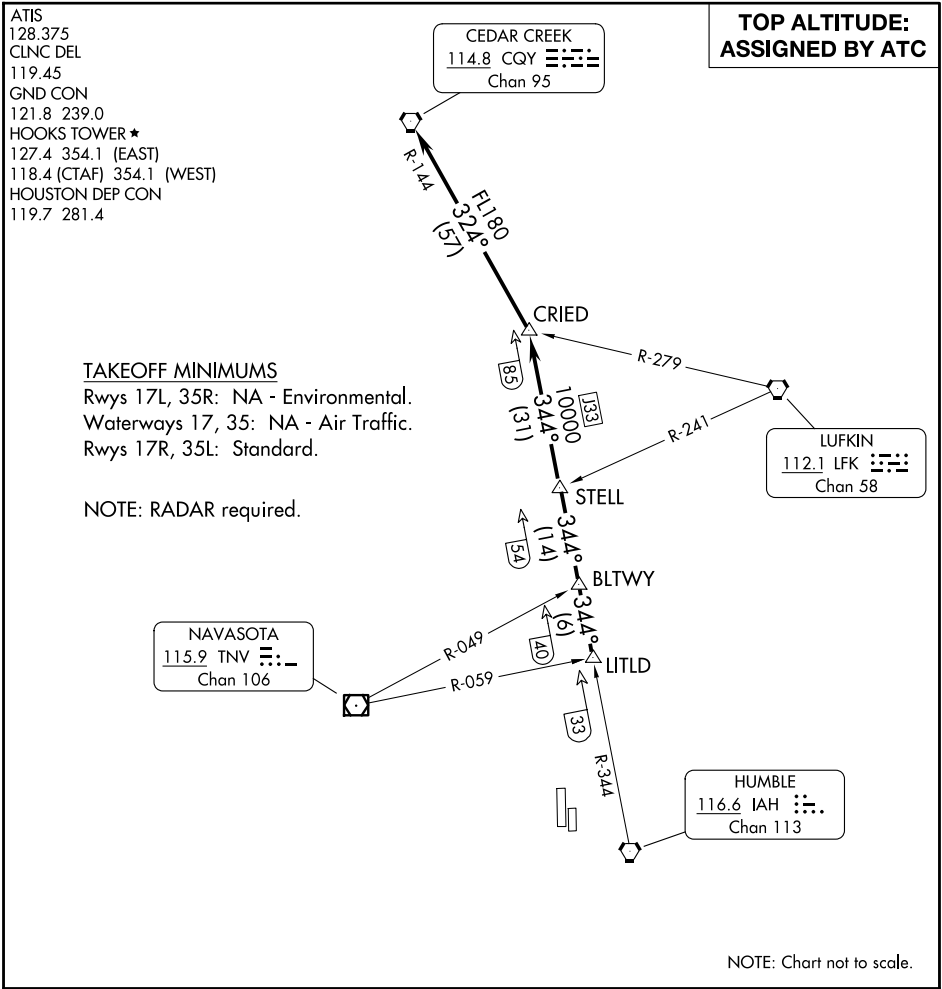 ATIS
128.375
CLNC DEL
119.45
GND CON
121.8 239.0
HOOKS TOWER ★
127.4 354.1 (EAST)
118.4 (CTAF) 354.1 (WEST)
HOUSTON DEP CON
119.7 281.4
TOP ALTITUDE:
ASSIGNED BY ATC
CEDAR CREEK
114.8 CQY
Chan 95
R-144
FL180
324°
(57)
CRIED
R-279
85
10000
344°
(31)
J33
R-241
LUFKIN
112.1 LFK
Chan 58
TAKEOFF MINIMUMS
Rwys 17L, 35R: NA - Environmental.
Waterways 17, 35: NA - Air Traffic.
Rwys 17R, 35L: Standard.
NOTE: RADAR required.
STELL
54
344°
(14)
BLTWY
344°
(6)
40
LITLD
NAVASOTA
115.9 TNV
Chan 106
R-049
R-059
33
R-344
HUMBLE
116.6 IAH
Chan 113
NOTE: Chart not to scale.